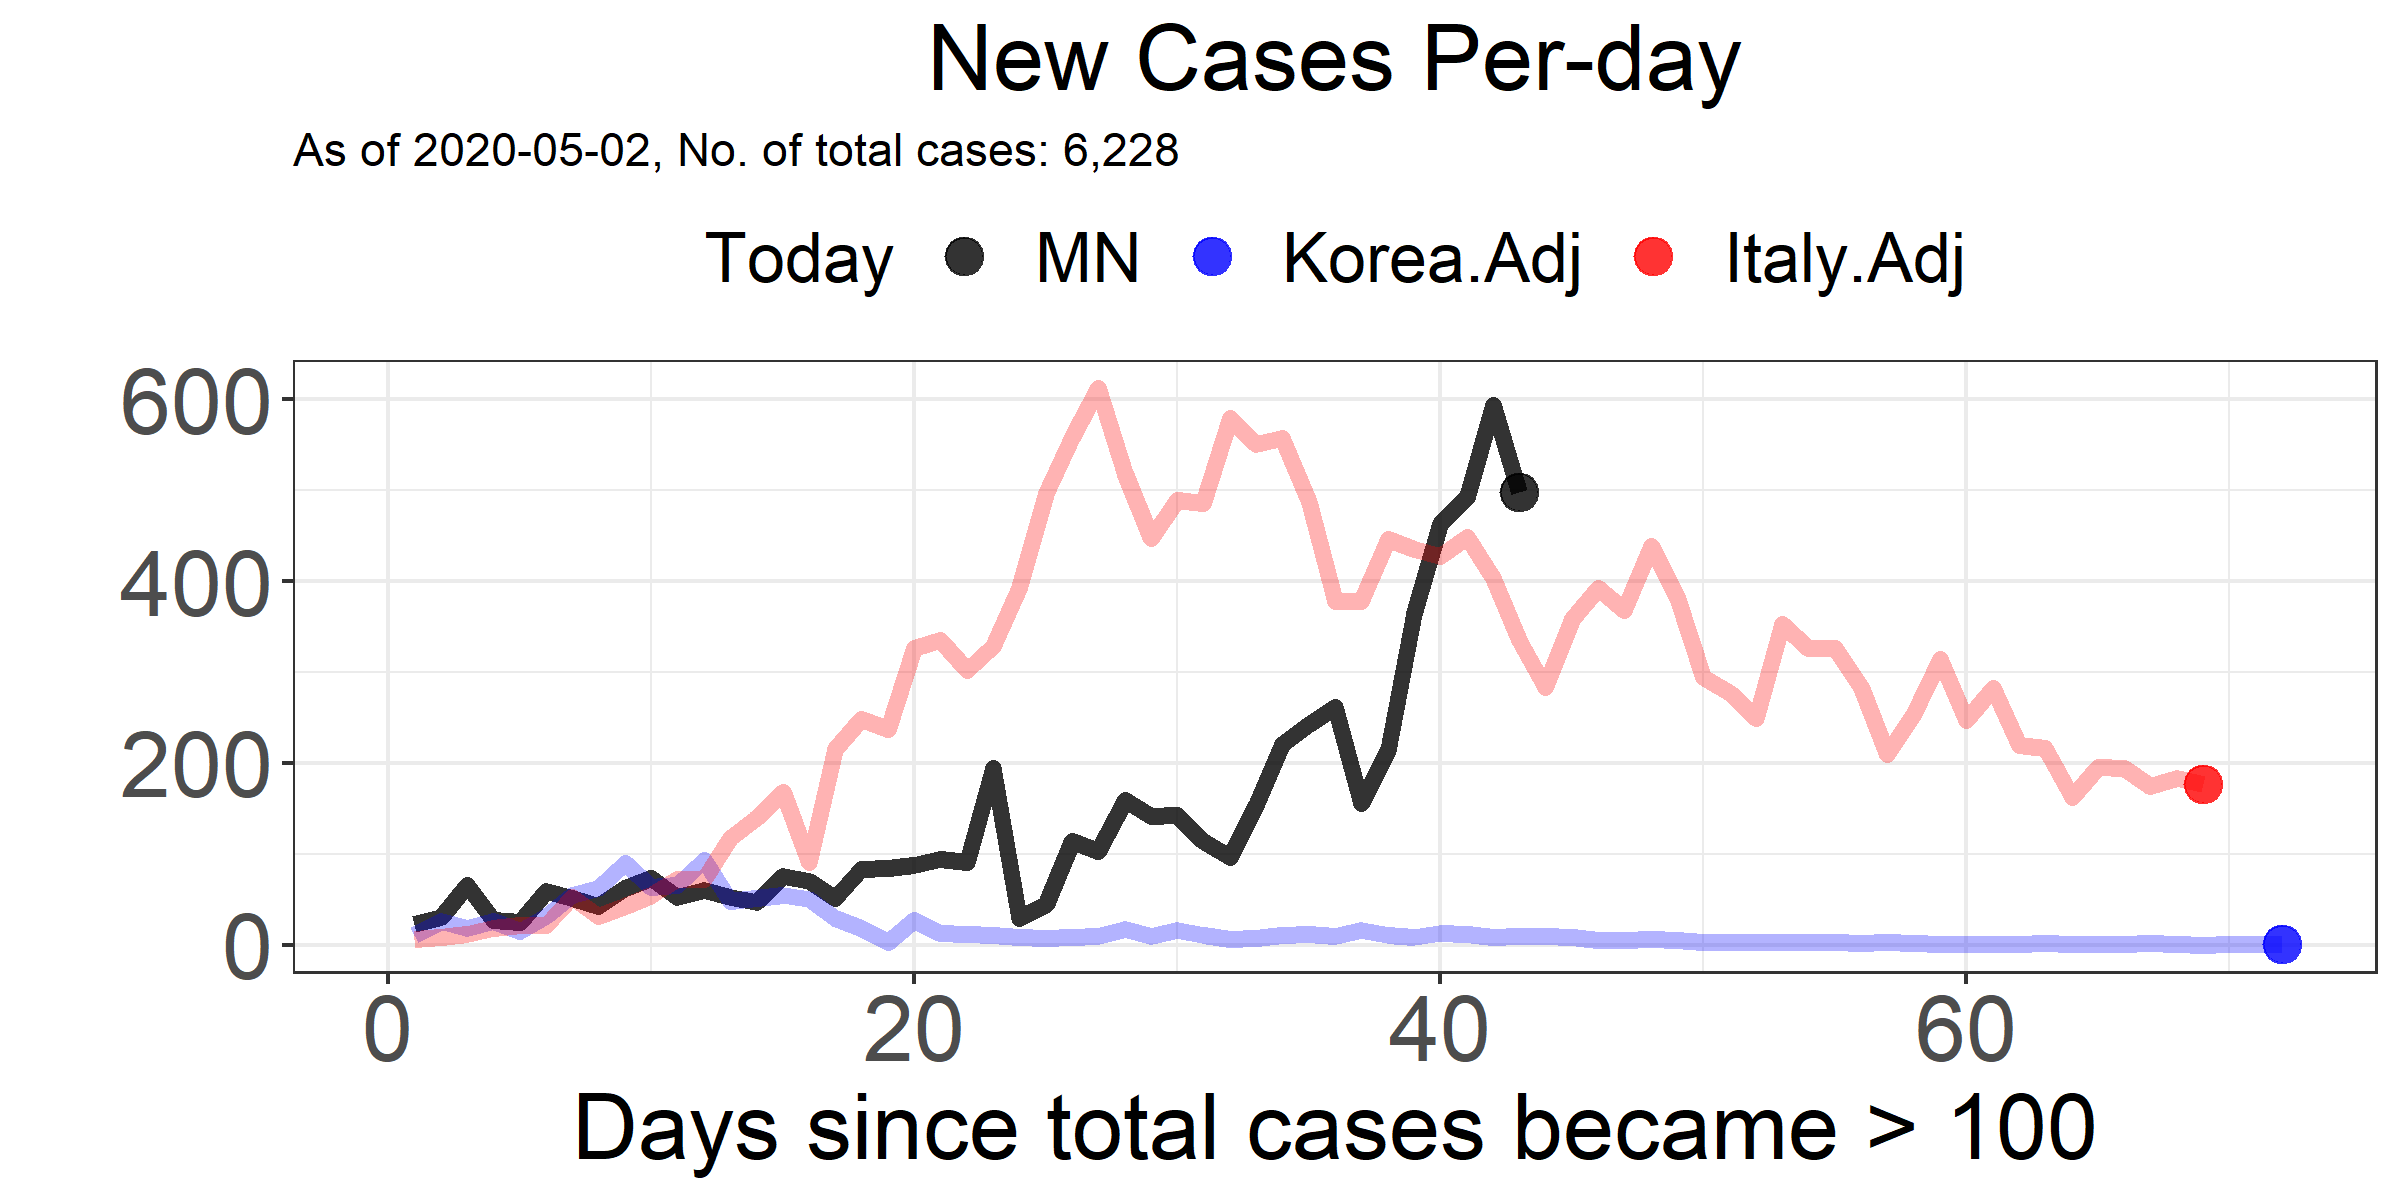 New Cases Per-day
As of 2020-05-02, No. of total cases: 6,228
Today MN Korea.Adj Italy.Adj
600
400
200
0
0 20 40 60
Days since total cases became > 100